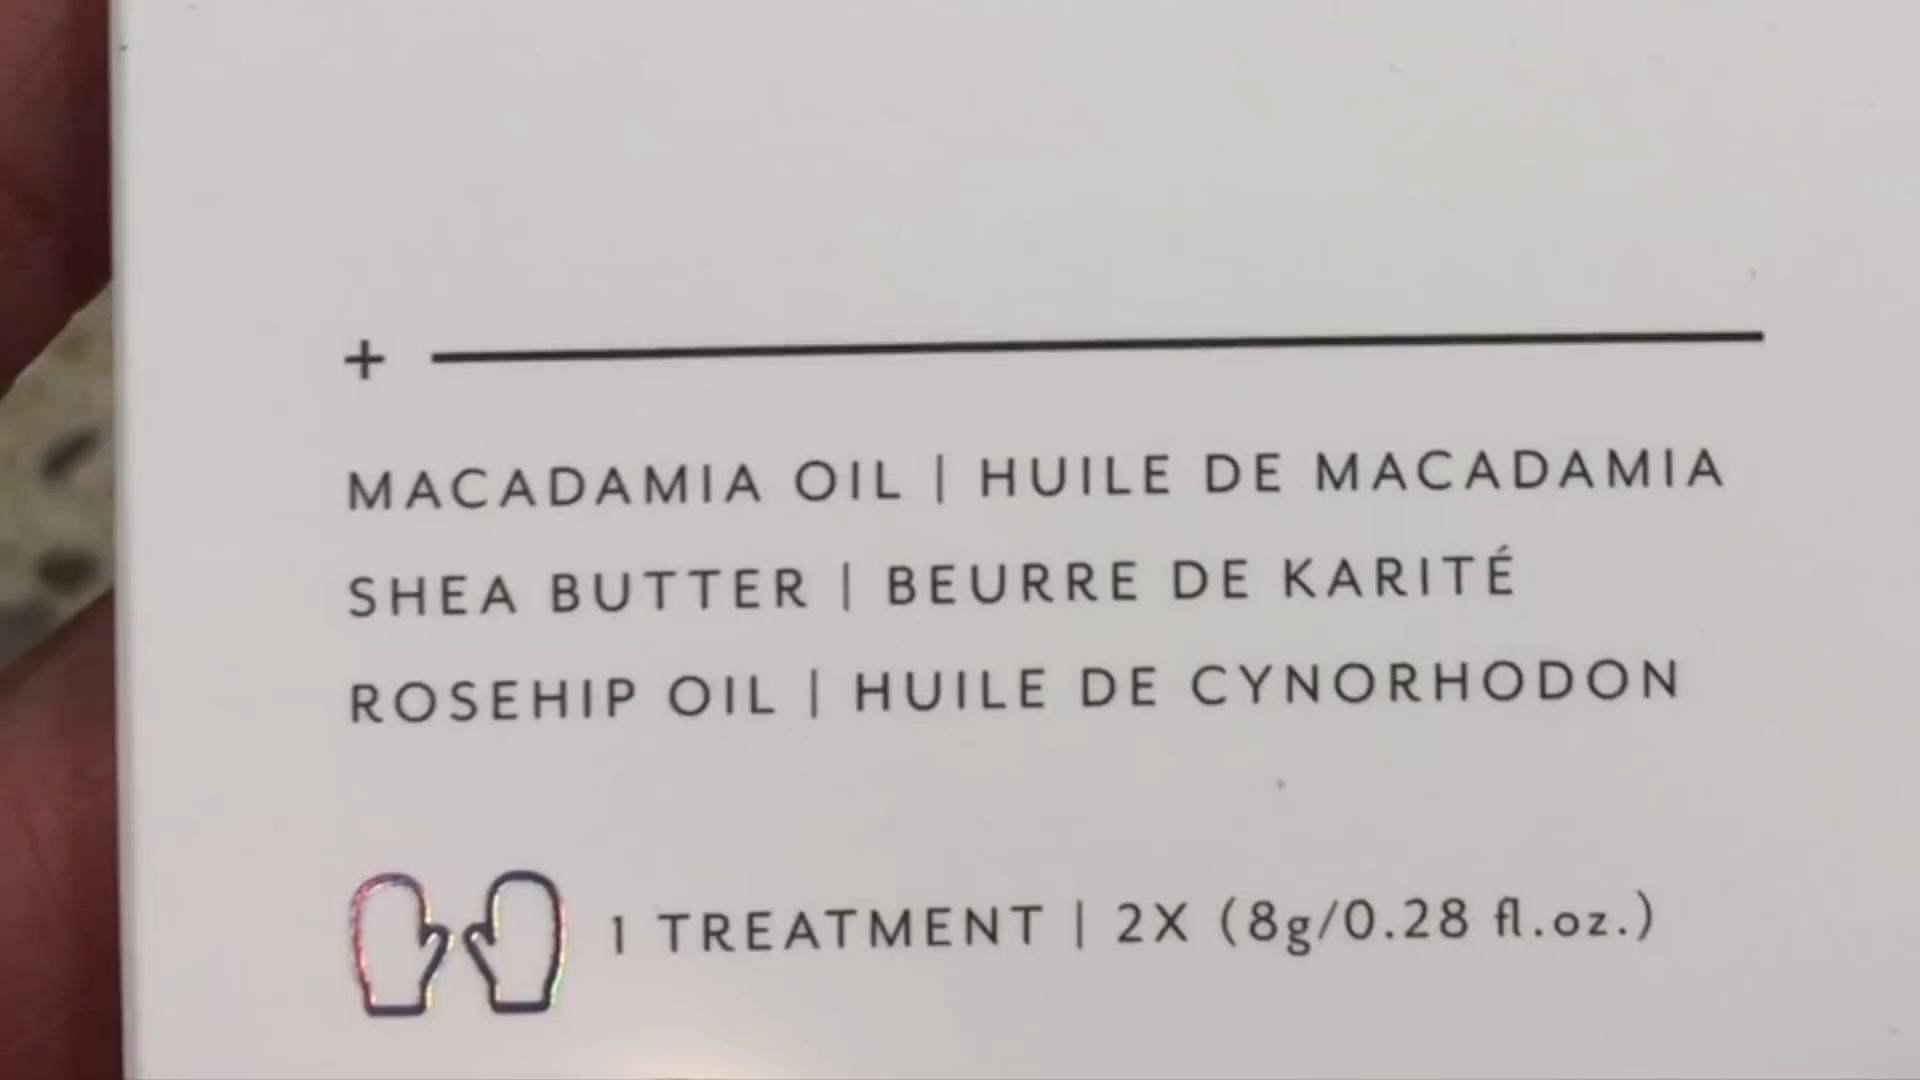 +
MACADAMIA OIL | HUILE DE MACADAMIA
SHEA BUTTER | BEURRE DE KARITÉ
ROSEHIP OIL | HUILE DE CYNORHODON
1 TREATMENT | 2X (8g/0.28 fl.oz.)